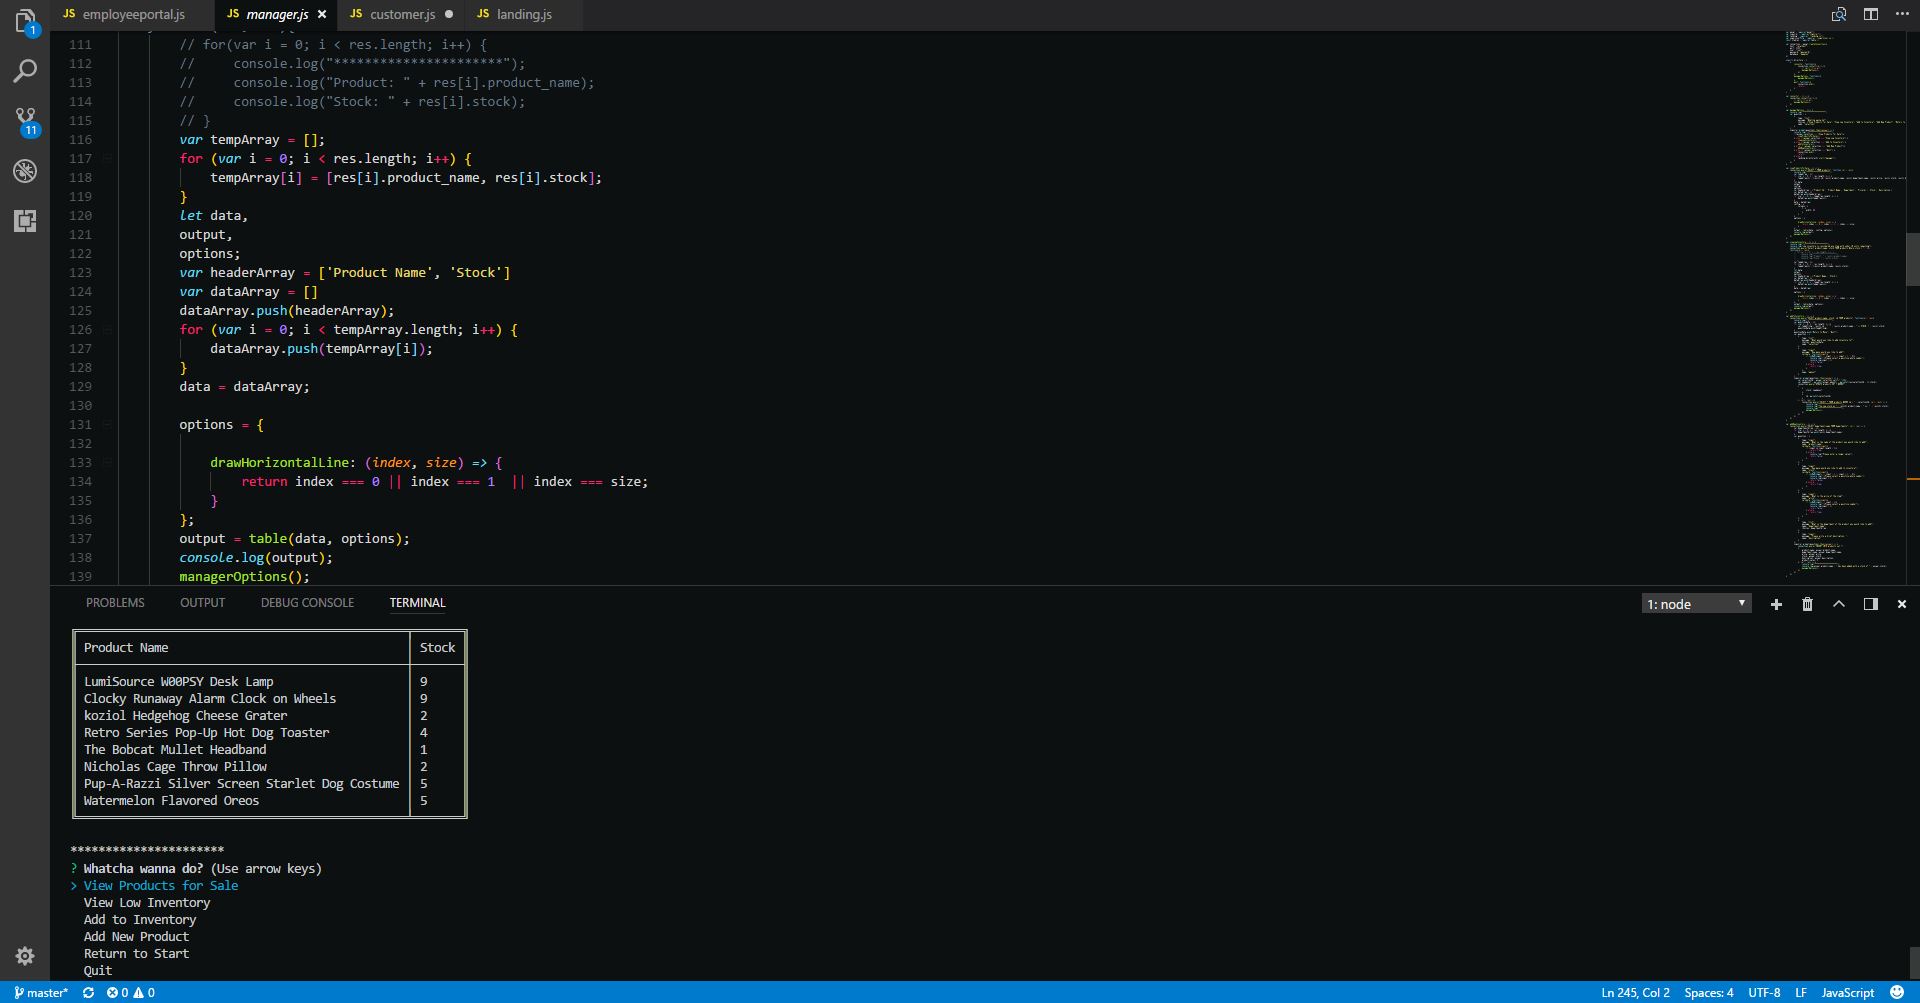 JS employeeportal.js JS manager.js × JS customer.js ● JS landing.js ···
1
11
111 // for(var i = 0; i < res.length; i++) {
112 //     console.log("**********************");
113 //     console.log("Product: " + res[i].product_name);
114 //     console.log("Stock: " + res[i].stock);
115 // }
116 var tempArray = [];
117 for (var i = 0; i < res.length; i++) {
118     tempArray[i] = [res[i].product_name, res[i].stock];
119 }
120 let data,
121 output,
122 options;
123 var headerArray = ['Product Name', 'Stock']
124 var dataArray = []
125 dataArray.push(headerArray);
126 for (var i = 0; i < tempArray.length; i++) {
127     dataArray.push(tempArray[i]);
128 }
129 data = dataArray;
130
131 options = {
132
133     drawHorizontalLine: (index, size) => {
134         return index === 0 || index === 1  || index === size;
135     }
136 };
137 output = table(data, options);
138 console.log(output);
139 managerOptions();
PROBLEMS OUTPUT DEBUG CONSOLE TERMINAL 1: node
Product Name Stock
LumiSource W00PSY Desk Lamp 9
Clocky Runaway Alarm Clock on Wheels 9
koziol Hedgehog Cheese Grater 2
Retro Series Pop-Up Hot Dog Toaster 4
The Bobcat Mullet Headband 1
Nicholas Cage Throw Pillow 2
Pup-A-Razzi Silver Screen Starlet Dog Costume 5
Watermelon Flavored Oreos 5
**********************
? Whatcha wanna do? (Use arrow keys)
> View Products for Sale
View Low Inventory
Add to Inventory
Add New Product
Return to Start
Quit
master* 0 0 Ln 245, Col 2 Spaces: 4 UTF-8 LF JavaScript